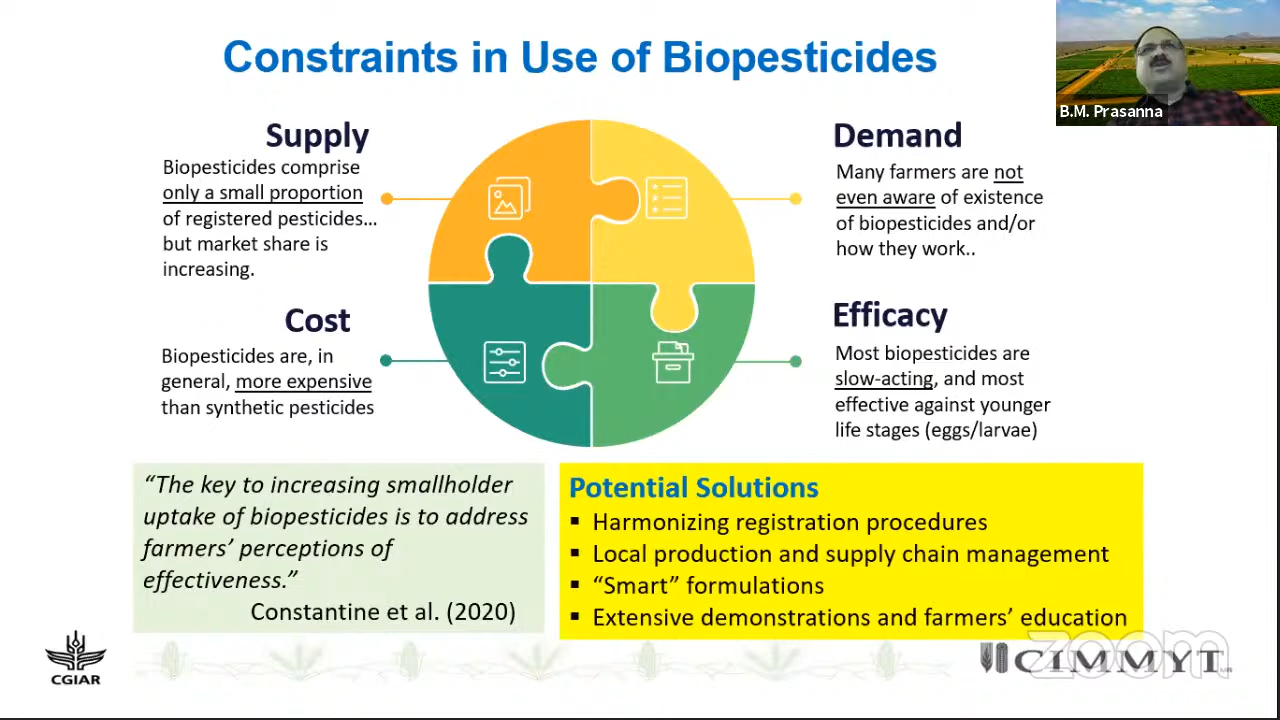 Constraints in Use of Biopesticides
B.M. Prasanna
Supply
Biopesticides comprise
only a small proportion
of registered pesticides...
but market share is
increasing.
Demand
Many farmers are not
even aware of existence
of biopesticides and/or
how they work..
Cost
Biopesticides are, in
general, more expensive
than synthetic pesticides
Efficacy
Most biopesticides are
slow-acting, and most
effective against younger
life stages (eggs/larvae)
“The key to increasing smallholder
uptake of biopesticides is to address
farmers’ perceptions of
effectiveness.”
Constantine et al. (2020)
Potential Solutions
▪ Harmonizing registration procedures
▪ Local production and supply chain management
▪ “Smart” formulations
▪ Extensive demonstrations and farmers’ education
CGIAR
zoom
CIMMYT